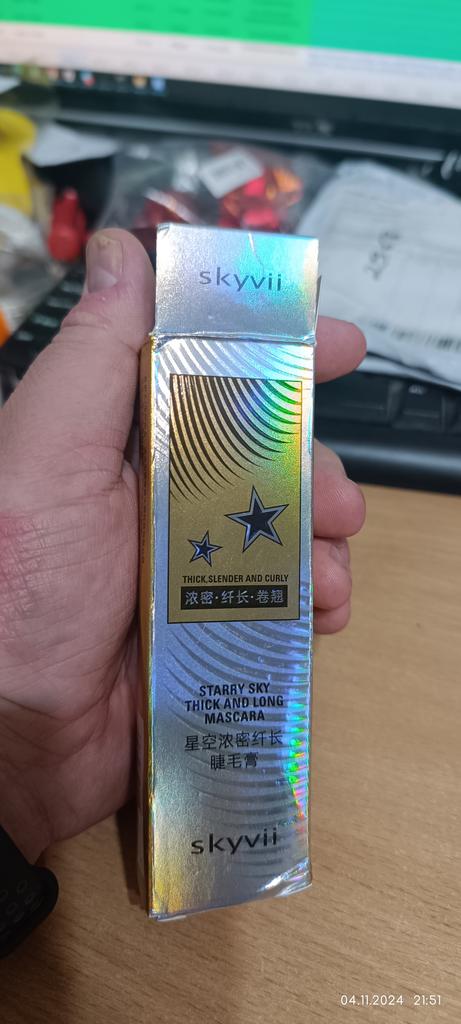 skyvii
THICK,SLENDER AND CURLY
浓密·纤长·卷翘
STARRY SKY
THICK AND LONG
MASCARA
星空浓密纤长
睫毛膏
skyvii
04.11.2024 21:51